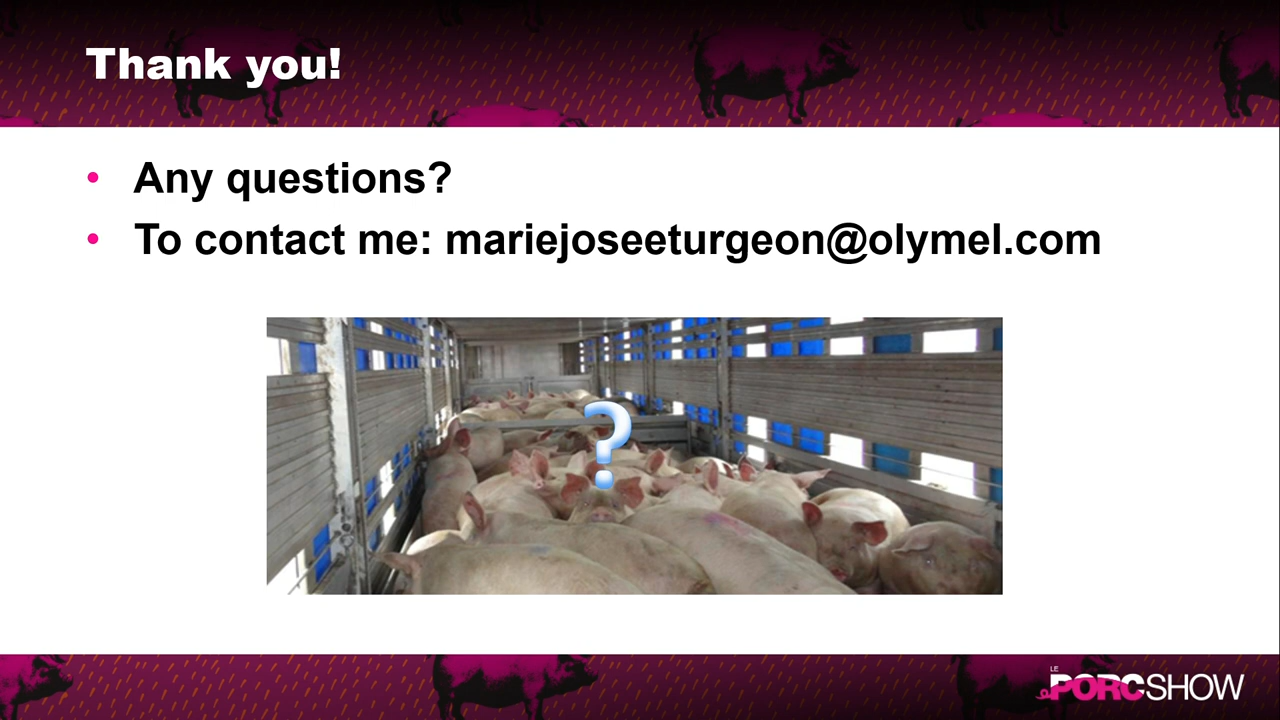 Thank you!
• Any questions?
• To contact me: mariejoseeturgeon@olymel.com
?
LE
PORCSHOW